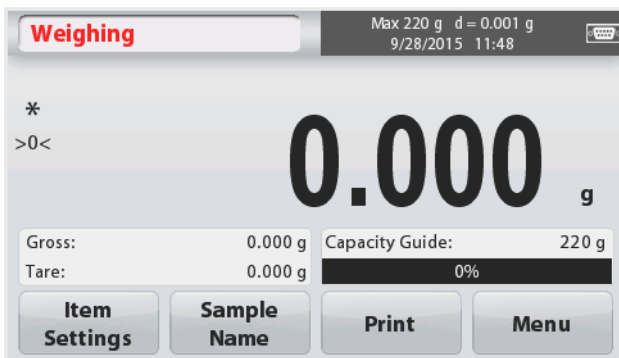 Weighing
Max 220 g d = 0.001 g
9/28/2015 11:48
*
>0<
0.000 g
Gross: 0.000 g
Tare: 0.000 g
Capacity Guide: 220 g
0%
Item Settings
Sample Name
Print
Menu